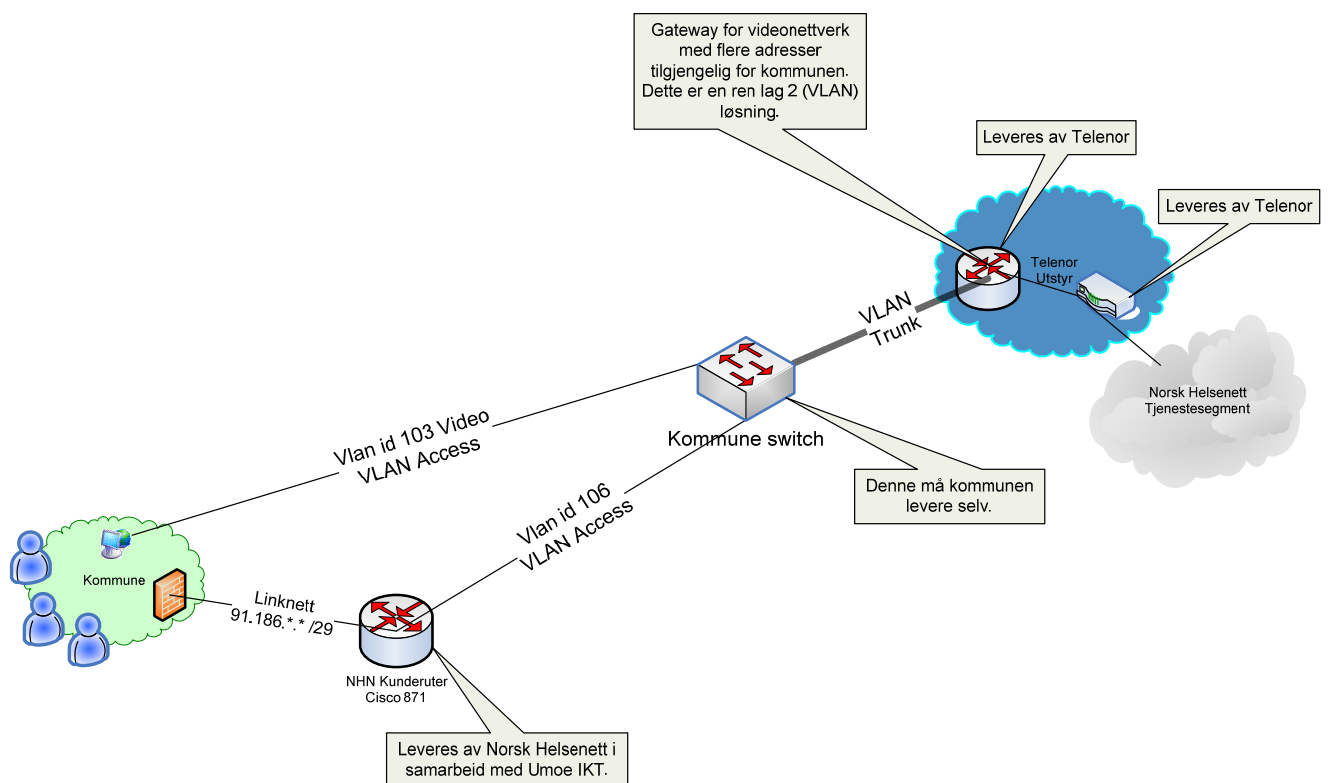 Gateway for videonettverk
med flere adresser
tilgjengelig for kommunen.
Dette er en ren lag 2 (VLAN)
løsning.
Leveres av Telenor
Leveres av Telenor
Telenor
Utstyr
VLAN
Trunk
Norsk Helsenett
Tjenestesegment
Kommune switch
Vlan id 103 Video
VLAN Access
Denne må kommunen
levere selv.
Vlan id 106
VLAN Access
Kommune
Linknett
91.186.*.* /29
NHN Kunderuter
Cisco 871
Leveres av Norsk Helsenett i
samarbeid med Umoe IKT.